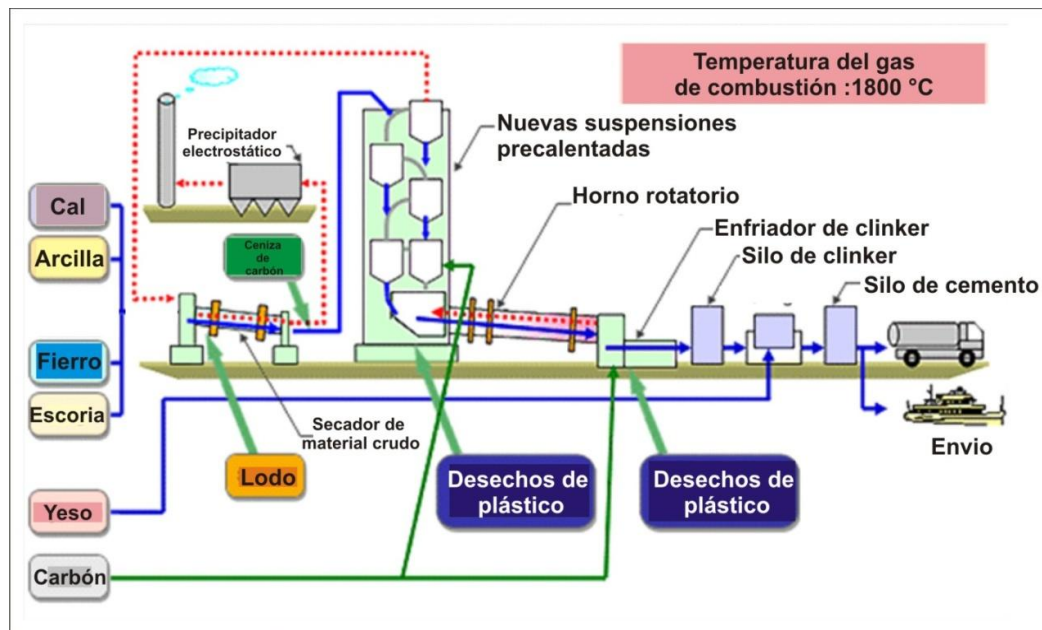 Temperatura del gas
de combustión :1800 °C
Precipitador
electrostático
Nuevas suspensiones
precalentadas
Horno rotatorio
Enfriador de clinker
Silo de clinker
Silo de cemento
Cal
Arcilla
Ceniza
de
carbón
Fierro
Escoria
Secador de
material crudo
Envio
Lodo
Desechos de
plástico
Desechos de
plástico
Yeso
Carbón